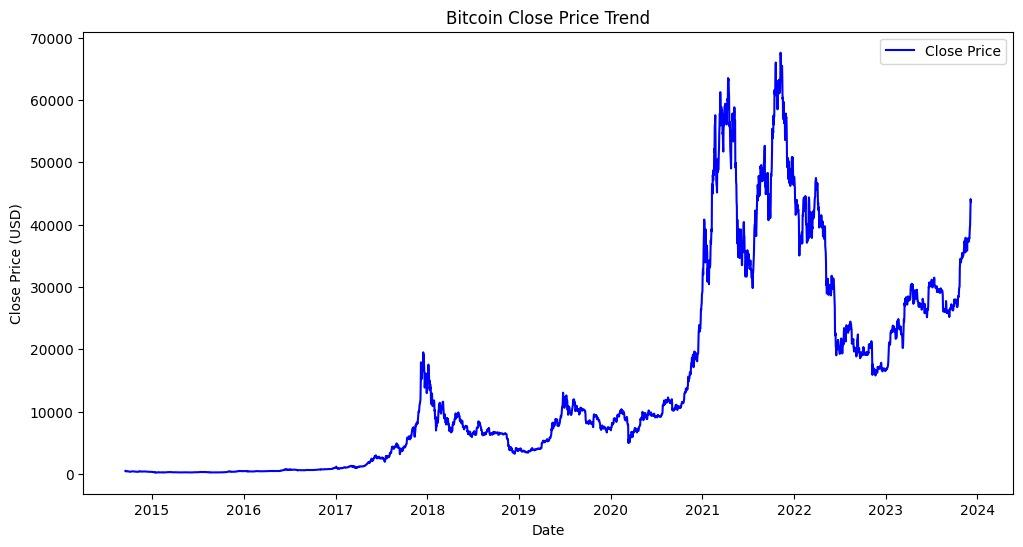 Bitcoin Close Price Trend
Close Price
70000
60000
50000
40000
30000
20000
10000
0
Close Price (USD)
2015 2016 2017 2018 2019 2020 2021 2022 2023 2024
Date